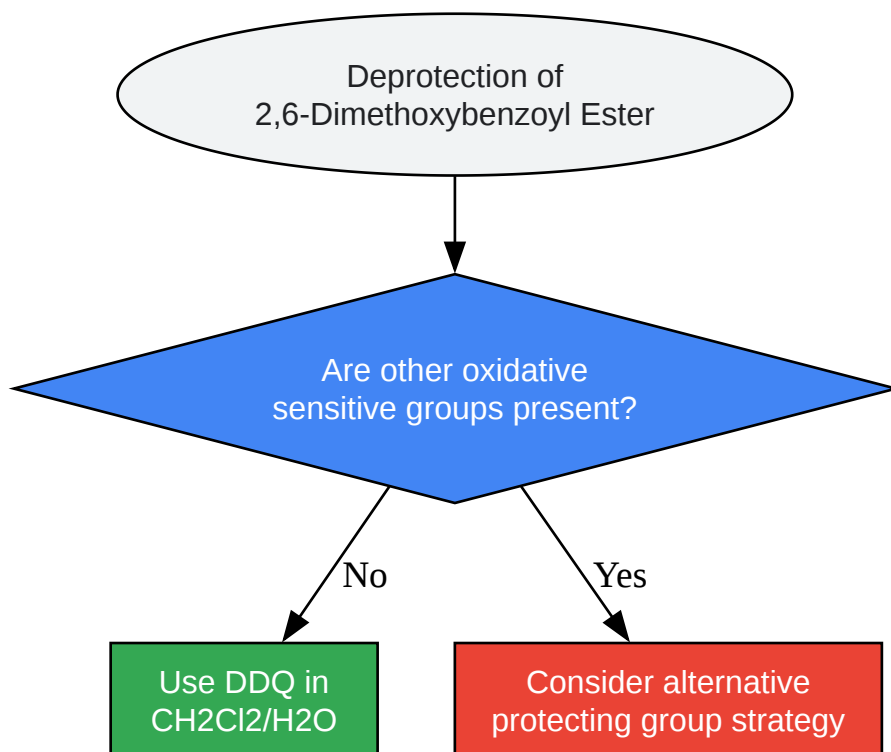 Deprotection of
2,6-Dimethoxybenzoyl Ester
Are other oxidative
sensitive groups present?
No
Yes
Use DDQ in
CH2Cl2/H2O
Consider alternative
protecting group strategy